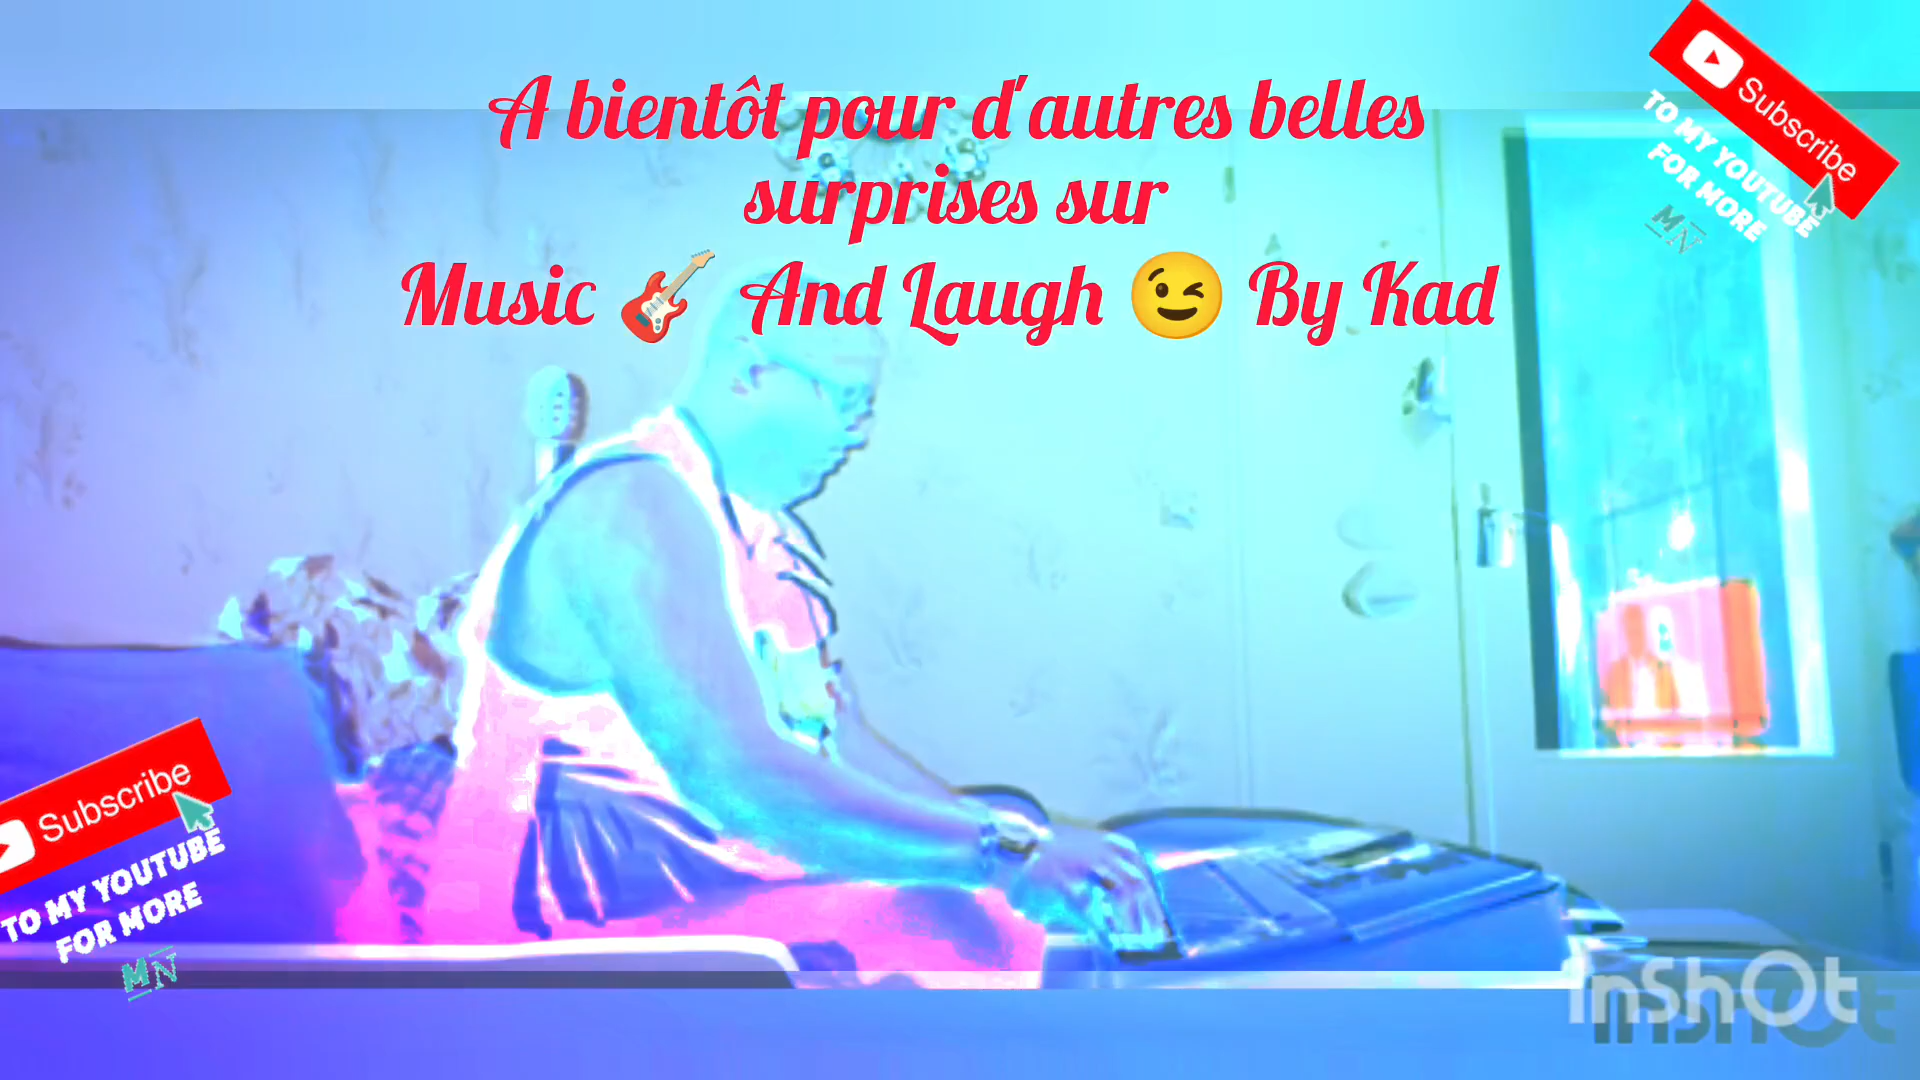 A bientôt pour d'autres belles
surprises sur
Music 🎸 And Laugh 😉 By Kad
Subscribe
TO MY YOUTUBE
FOR MORE
MN
Subscribe
TO MY YOUTUBE
FOR MORE
MN
InShOt